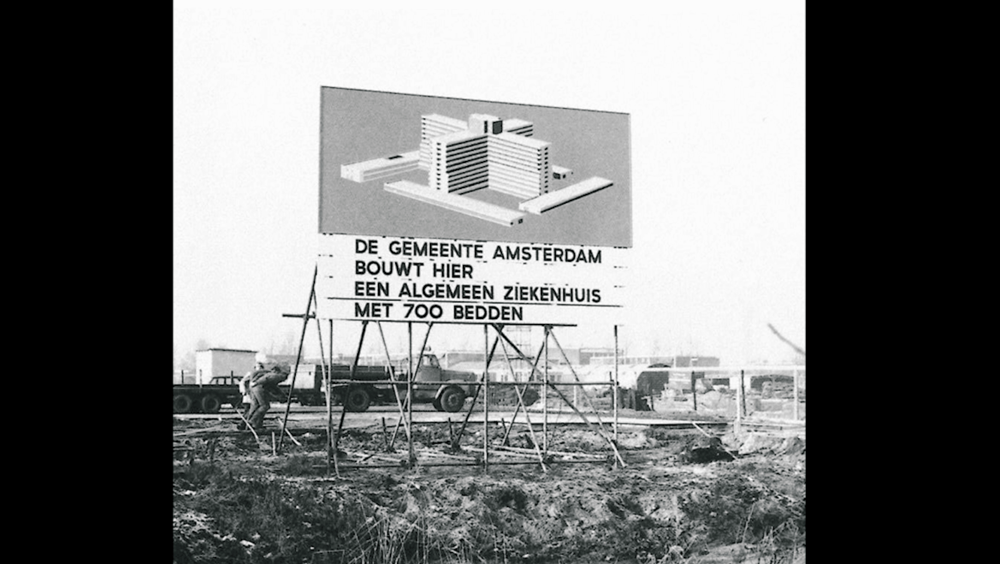 DE GEMEENTE AMSTERDAM
BOUWT HIER
EEN ALGEMEEN ZIEKENHUIS
MET 700 BEDDEN